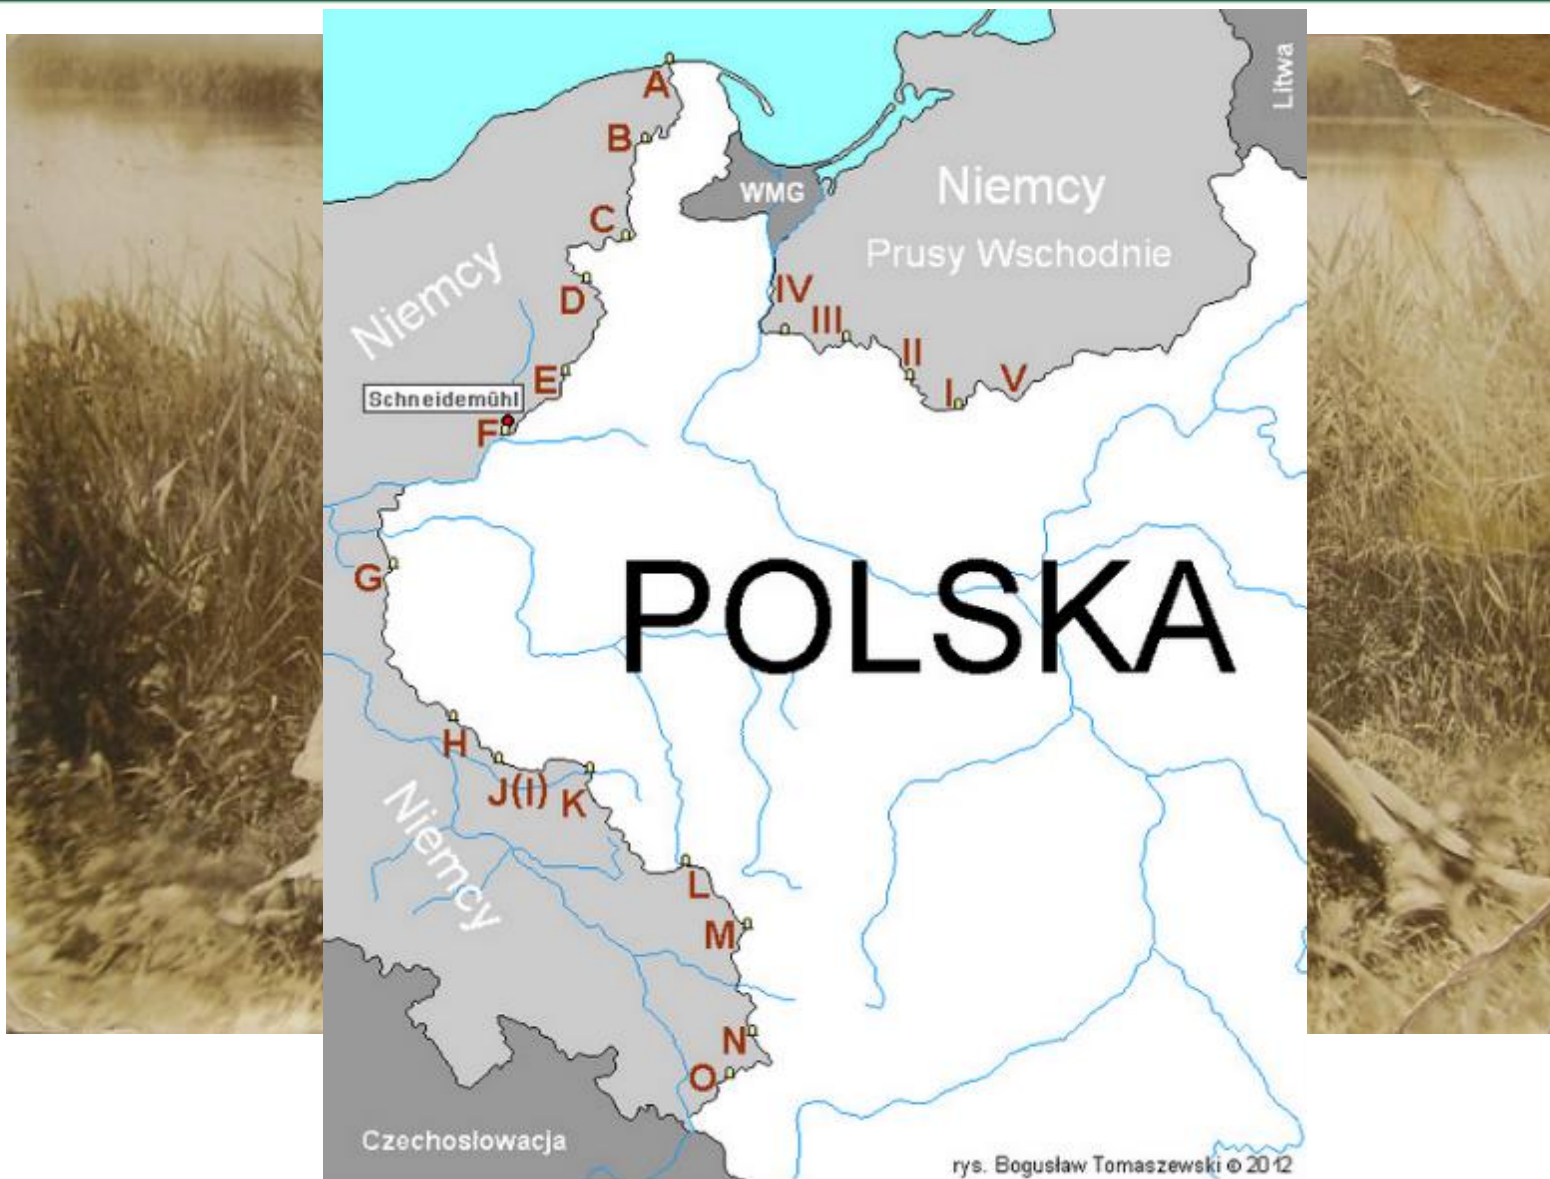 Litwa
A
B
WMG
Niemcy
C
Prusy Wschodnie
Niemcy
D
IV
III
II
I
V
E
Schneidemühl
F
POLSKA
G
H
J(I)
K
Niemcy
L
M
N
O
Czechosłowacja
rys. Bogusław Tomaszewski © 2012